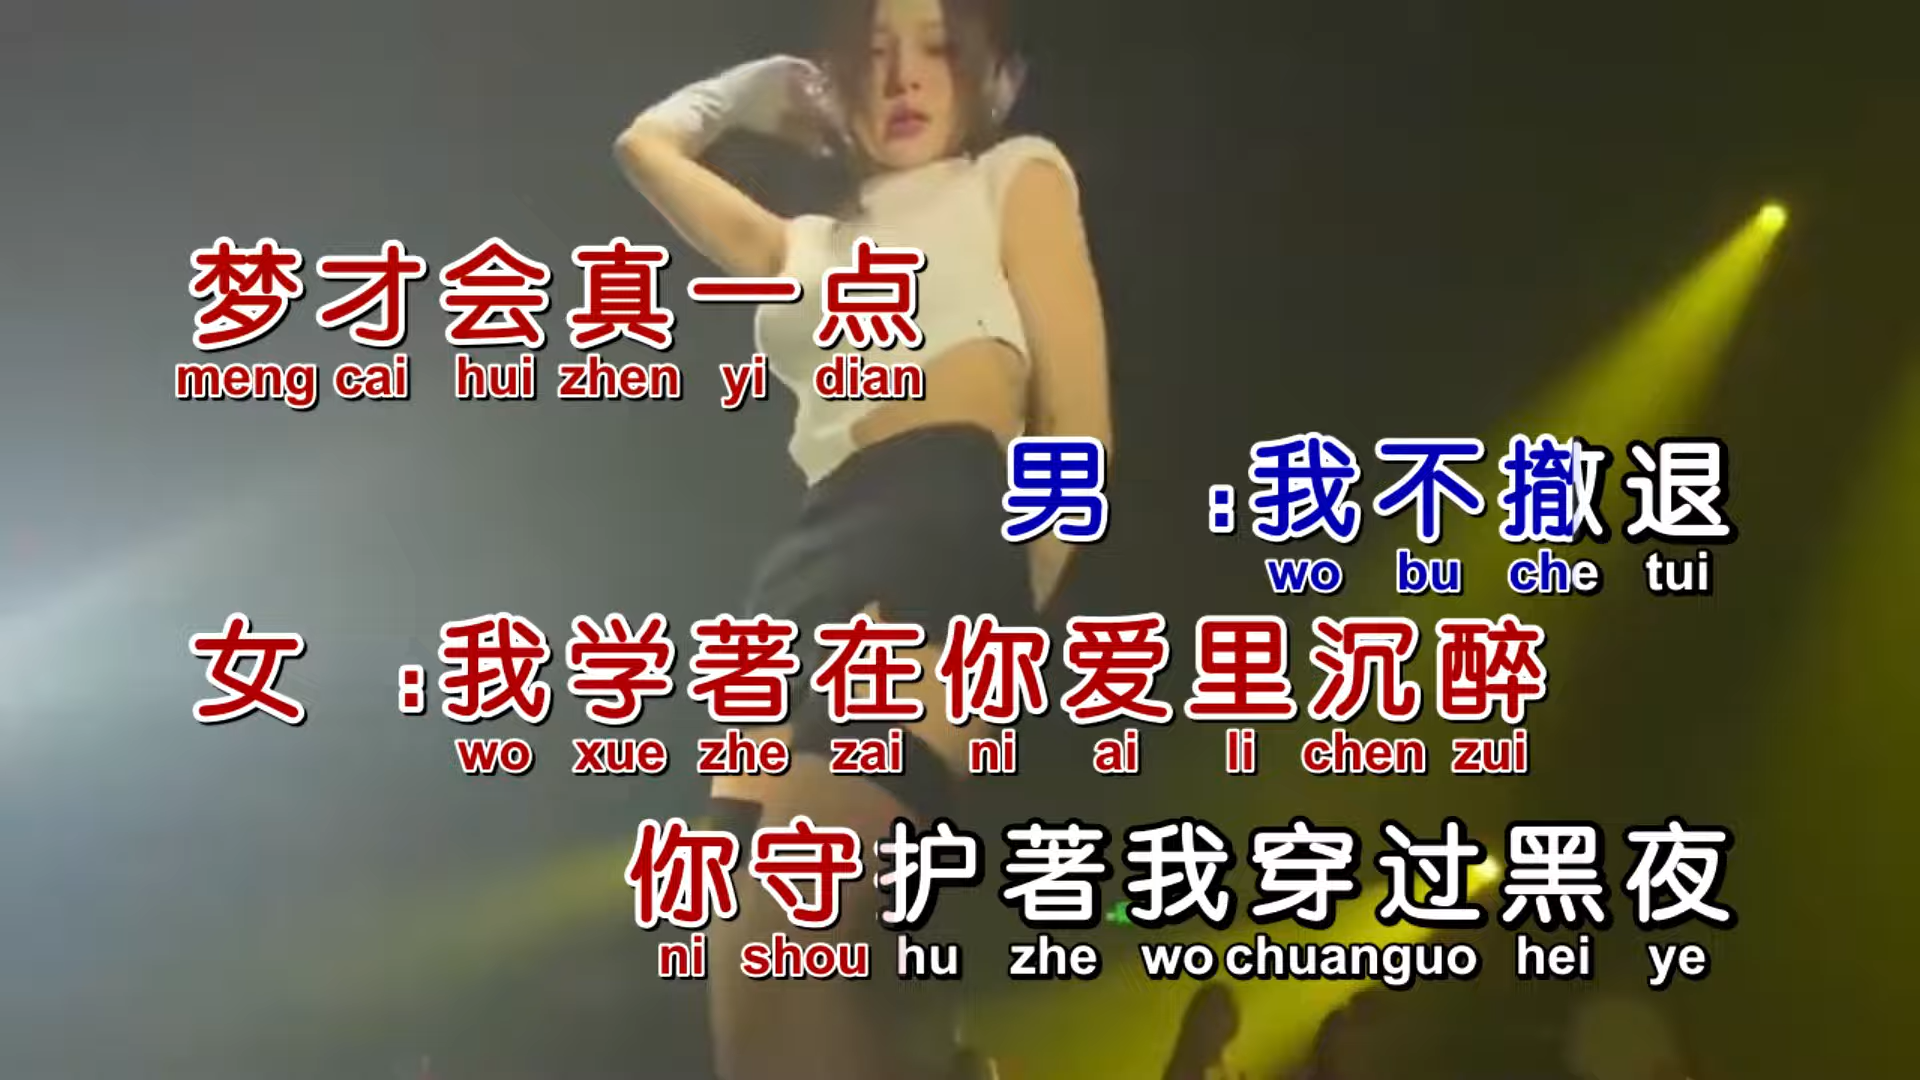 梦才会真一点
meng cai hui zhen yi dian
男 :我不撤退
wo bu che tui
女 :我学著在你爱里沉醉
wo xue zhe zai ni ai li chen zui
你守护著我穿过黑夜
ni shou hu zhe wo chuanguo hei ye